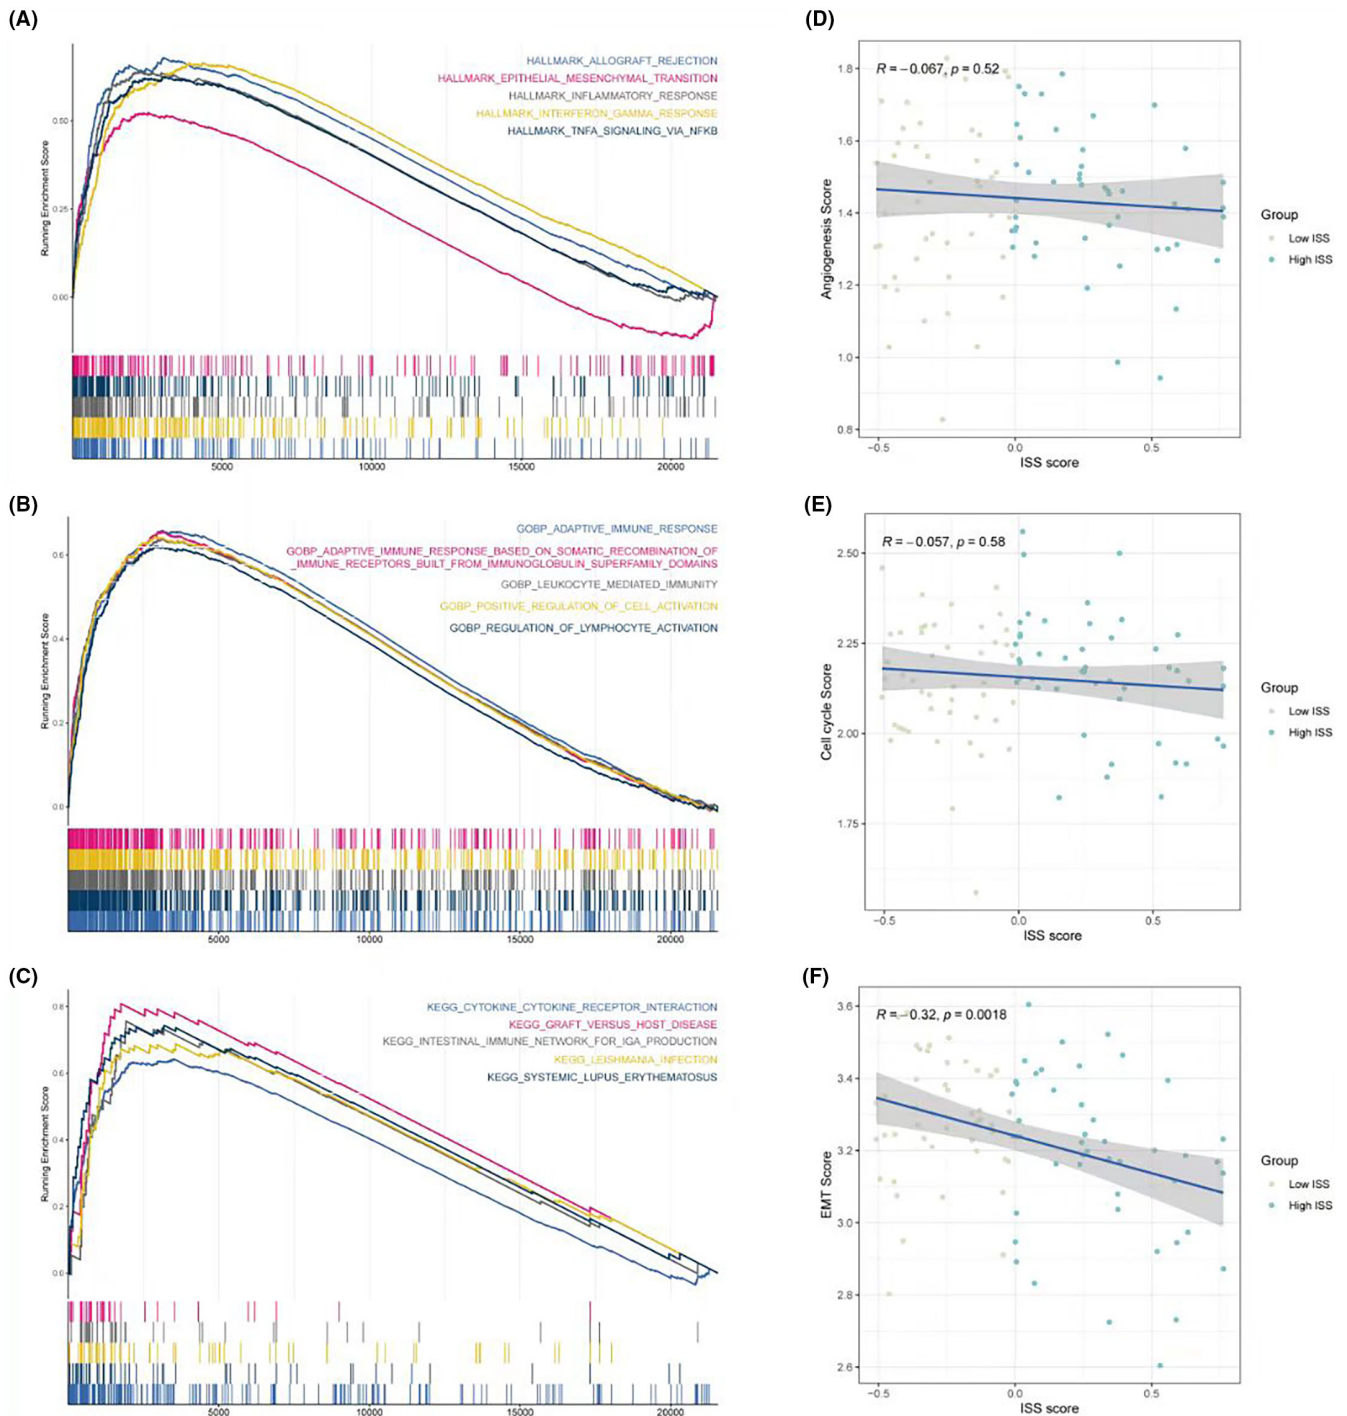 (A)
HALLMARK_ALLOGRAFT_REJECTION
HALLMARK_EPITHELIAL_MESENCHYMAL_TRANSITION
HALLMARK_INFLAMMATORY_RESPONSE
HALLMARK_INTERFERON_GAMMA_RESPONSE
HALLMARK_TNFA_SIGNALING_VIA_NFKB
Running Enrichment Score
0.50
0.25
0.00
5000 10000 15000 20000
(D)
R = −0.067, p = 0.52
Angiogenesis Score
1.8
1.6
1.4
1.2
1.0
0.8
−0.5 0.0 0.5
ISS score
Group
Low ISS
High ISS
(B)
GOBP_ADAPTIVE_IMMUNE_RESPONSE
GOBP_ADAPTIVE_IMMUNE_RESPONSE_BASED_ON_SOMATIC_RECOMBINATION_OF
_IMMUNE_RECEPTORS_BUILT_FROM_IMMUNOGLOBULIN_SUPERFAMILY_DOMAINS
GOBP_LEUKOCYTE_MEDIATED_IMMUNITY
GOBP_POSITIVE_REGULATION_OF_CELL_ACTIVATION
GOBP_REGULATION_OF_LYMPHOCYTE_ACTIVATION
Running Enrichment Score
0.6
0.4
0.2
0.0
5000 10000 15000 20000
(E)
R = −0.057, p = 0.58
Cell cycle Score
2.50
2.25
2.00
1.75
−0.5 0.0 0.5
ISS score
Group
Low ISS
High ISS
(C)
KEGG_CYTOKINE_CYTOKINE_RECEPTOR_INTERACTION
KEGG_GRAFT_VERSUS_HOST_DISEASE
KEGG_INTESTINAL_IMMUNE_NETWORK_FOR_IGA_PRODUCTION
KEGG_LEISHMANIA_INFECTION
KEGG_SYSTEMIC_LUPUS_ERYTHEMATOSUS
Running Enrichment Score
0.8
0.6
0.4
0.2
0.0
5000 10000 15000 20000
(F)
R = −0.32, p = 0.0018
EMT Score
3.6
3.4
3.2
3.0
2.8
2.6
−0.5 0.0 0.5
ISS score
Group
Low ISS
High ISS